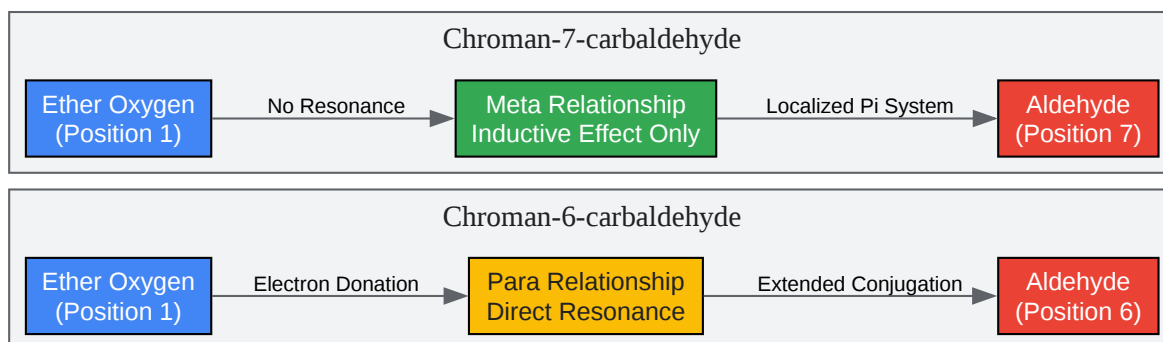 Chroman-7-carbaldehyde
Ether Oxygen
(Position 1)
No Resonance
Meta Relationship
Inductive Effect Only
Localized Pi System
Aldehyde
(Position 7)
Chroman-6-carbaldehyde
Ether Oxygen
(Position 1)
Electron Donation
Para Relationship
Direct Resonance
Extended Conjugation
Aldehyde
(Position 6)